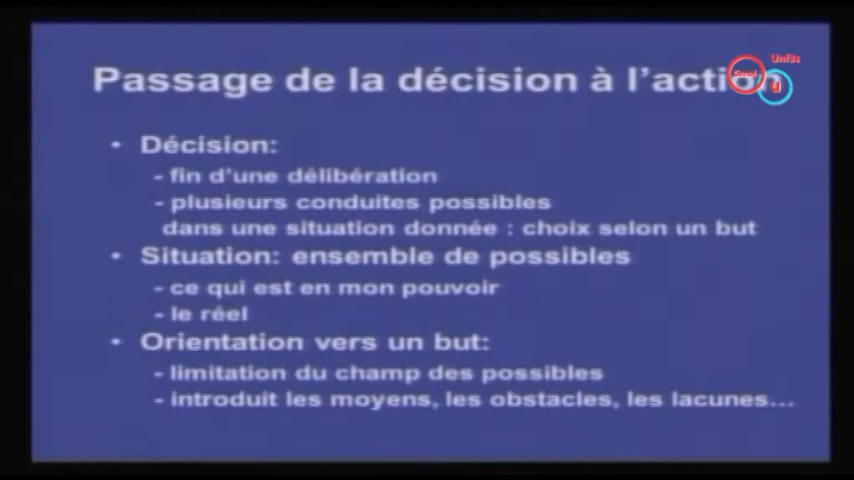 Passage de la décision à l'action
Canal
Uni3s
U
• Décision:
- fin d'une délibération
- plusieurs conduites possibles
dans une situation donnée : choix selon un but
• Situation: ensemble de possibles
- ce qui est en mon pouvoir
- le réel
• Orientation vers un but:
- limitation du champ des possibles
- introduit les moyens, les obstacles, les lacunes...